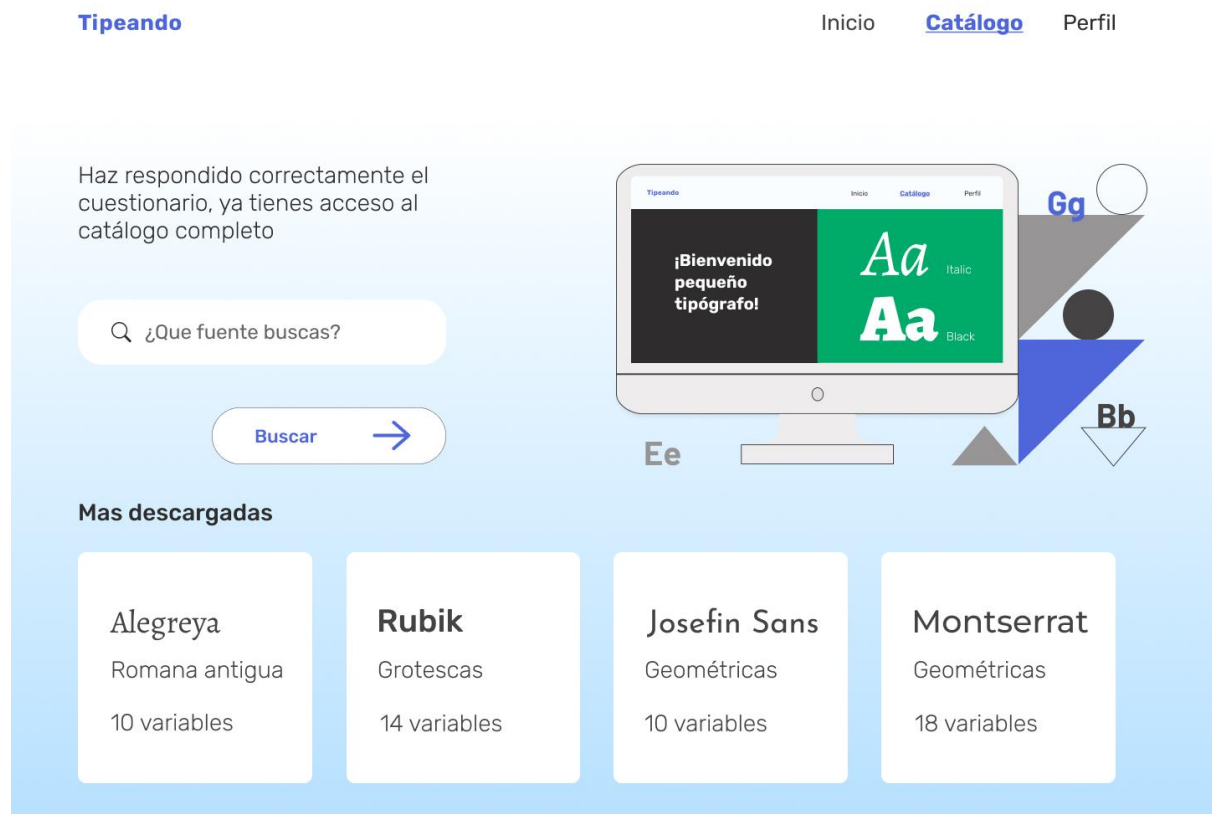 Tipeando
Inicio Catálogo Perfil
Haz respondido correctamente el
cuestionario, ya tienes acceso al
catálogo completo
¿Que fuente buscas?
Buscar
Tipeando
Inicio Catálogo Perfil
¡Bienvenido
pequeño
tipógrafo!
Aa Italic
Aa Black
Gg
Bb
Ee
Mas descargadas
Alegreya
Romana antigua
10 variables
Rubik
Grotescas
14 variables
Josefin Sans
Geométricas
10 variables
Montserrat
Geométricas
18 variables